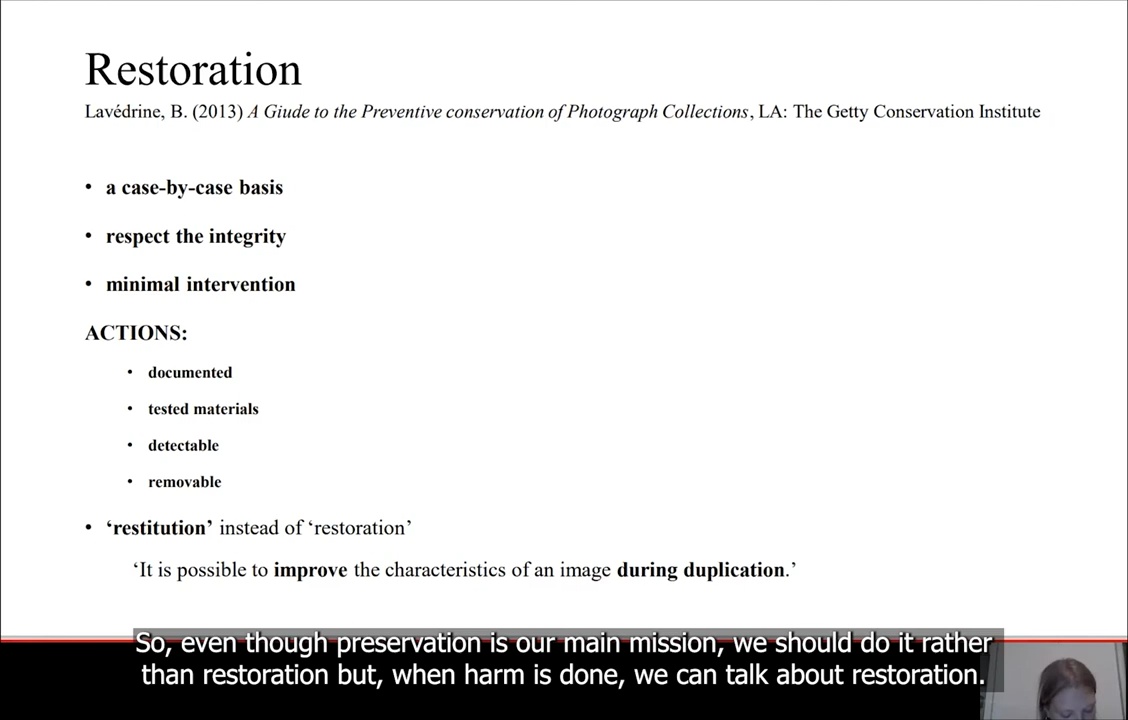 Restoration
Lavédrine, B. (2013) A Giude to the Preventive conservation of Photograph Collections, LA: The Getty Conservation Institute
• a case-by-case basis
• respect the integrity
• minimal intervention
ACTIONS:
• documented
• tested materials
• detectable
• removable
• ‘restitution’ instead of ‘restoration’
‘It is possible to improve the characteristics of an image during duplication.’
So, even though preservation is our main mission, we should do it rather
than restoration but, when harm is done, we can talk about restoration.